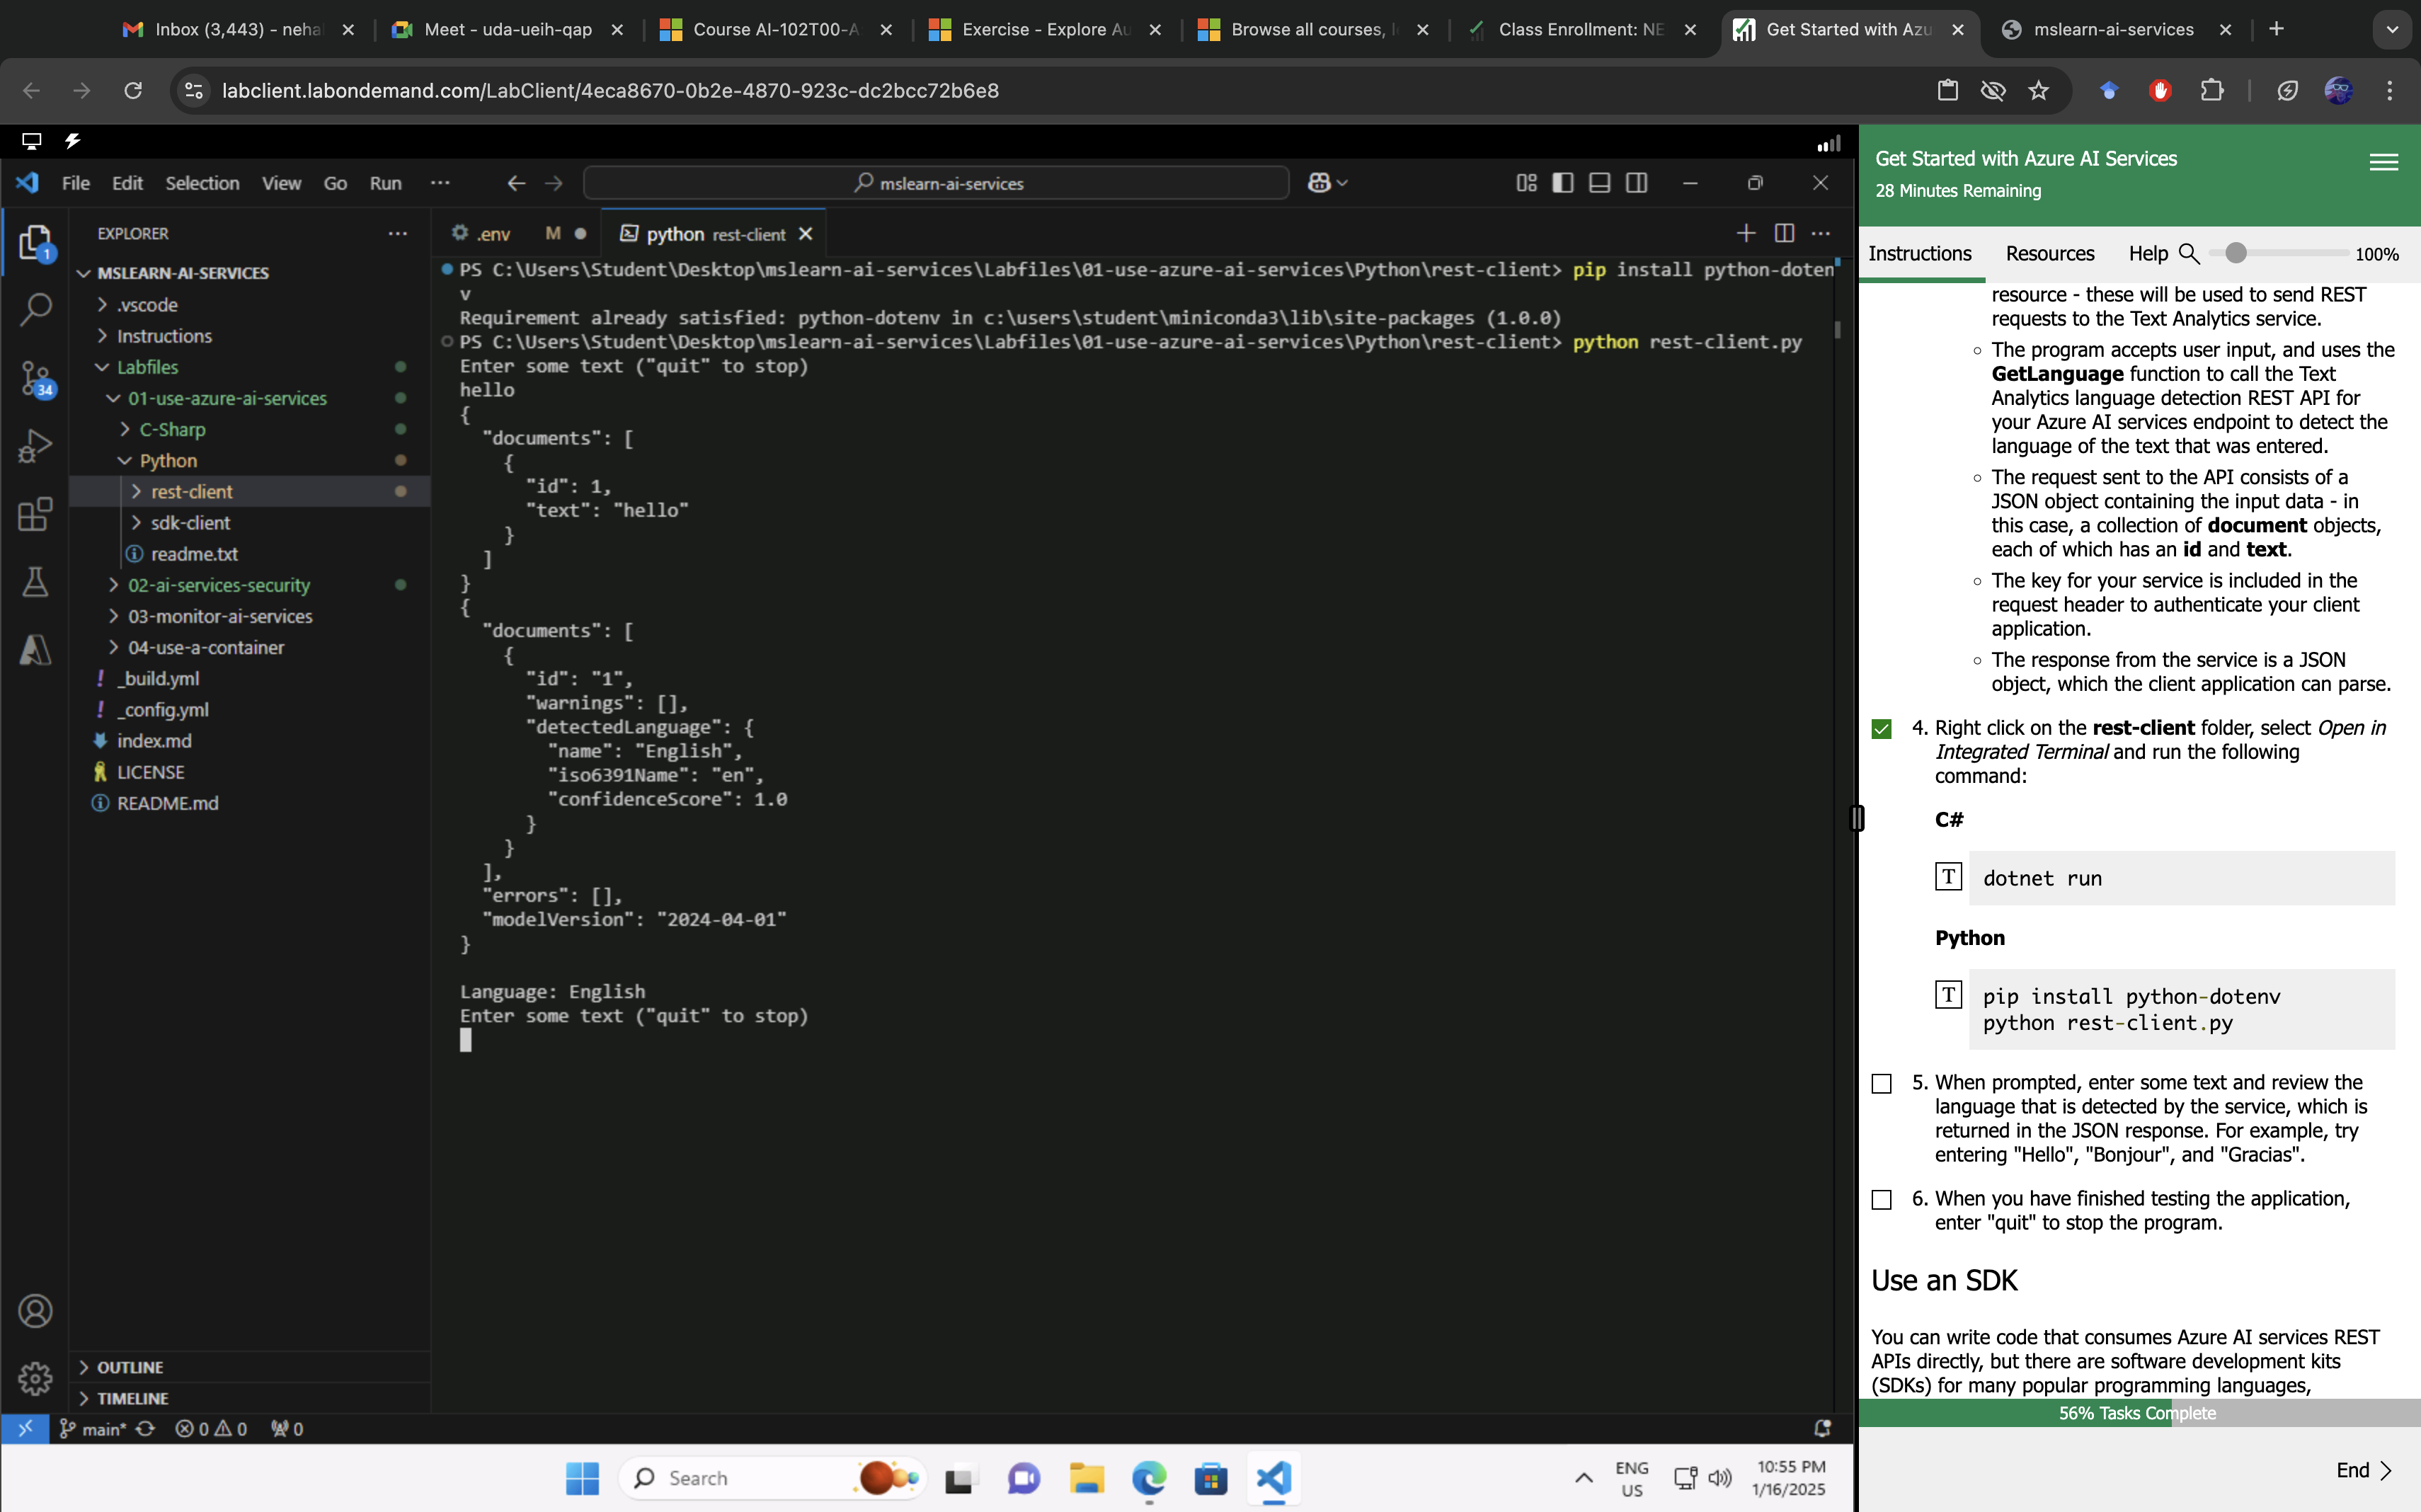 Inbox (3,443) - neha
Meet - uda-ueih-qap
Course AI-102T00-A
Exercise - Explore Au
Browse all courses, l
Class Enrollment: NE
Get Started with Azu
mslearn-ai-services
labclient.labondemand.com/LabClient/4eca8670-0b2e-4870-923c-dc2bcc72b6e8
File Edit Selection View Go Run ···
mslearn-ai-services
EXPLORER
1
34
MSLEARN-AI-SERVICES
.vscode
Instructions
Labfiles
01-use-azure-ai-services
C-Sharp
Python
rest-client
sdk-client
readme.txt
02-ai-services-security
03-monitor-ai-services
04-use-a-container
_build.yml
_config.yml
index.md
LICENSE
README.md
OUTLINE
TIMELINE
.env M
python rest-client
PS C:\Users\Student\Desktop\mslearn-ai-services\Labfiles\01-use-azure-ai-services\Python\rest-client> pip install python-doten
v
Requirement already satisfied: python-dotenv in c:\users\student\miniconda3\lib\site-packages (1.0.0)
PS C:\Users\Student\Desktop\mslearn-ai-services\Labfiles\01-use-azure-ai-services\Python\rest-client> python rest-client.py
Enter some text ("quit" to stop)
hello
{
"documents": [
{
"id": 1,
"text": "hello"
}
]
}
{
"documents": [
{
"id": "1",
"warnings": [],
"detectedLanguage": {
"name": "English",
"iso6391Name": "en",
"confidenceScore": 1.0
}
}
],
"errors": [],
"modelVersion": "2024-04-01"
}
Language: English
Enter some text ("quit" to stop)
main* 0 0 0
Search
ENG
US
10:55 PM
1/16/2025
Get Started with Azure AI Services
28 Minutes Remaining
Instructions Resources Help 100%
resource - these will be used to send REST
requests to the Text Analytics service.
The program accepts user input, and uses the
GetLanguage function to call the Text
Analytics language detection REST API for
your Azure AI services endpoint to detect the
language of the text that was entered.
The request sent to the API consists of a
JSON object containing the input data - in
this case, a collection of document objects,
each of which has an id and text.
The key for your service is included in the
request header to authenticate your client
application.
The response from the service is a JSON
object, which the client application can parse.
4. Right click on the rest-client folder, select Open in
Integrated Terminal and run the following
command:
C#
T dotnet run
Python
T pip install python-dotenv
python rest-client.py
5. When prompted, enter some text and review the
language that is detected by the service, which is
returned in the JSON response. For example, try
entering "Hello", "Bonjour", and "Gracias".
6. When you have finished testing the application,
enter "quit" to stop the program.
Use an SDK
You can write code that consumes Azure AI services REST
APIs directly, but there are software development kits
(SDKs) for many popular programming languages,
56% Tasks Complete
End